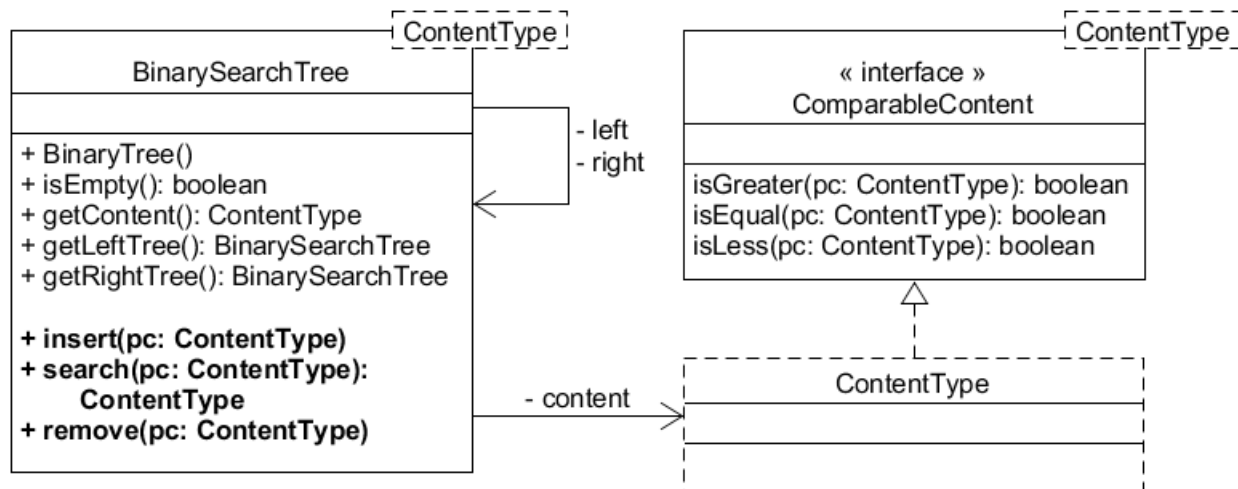 ContentType
BinarySearchTree
+ BinaryTree()
+ isEmpty(): boolean
+ getContent(): ContentType
+ getLeftTree(): BinarySearchTree
+ getRightTree(): BinarySearchTree
+ insert(pc: ContentType)
+ search(pc: ContentType):
ContentType
+ remove(pc: ContentType)
- left
- right
- content
ContentType
« interface »
ComparableContent
isGreater(pc: ContentType): boolean
isEqual(pc: ContentType): boolean
isLess(pc: ContentType): boolean
ContentType